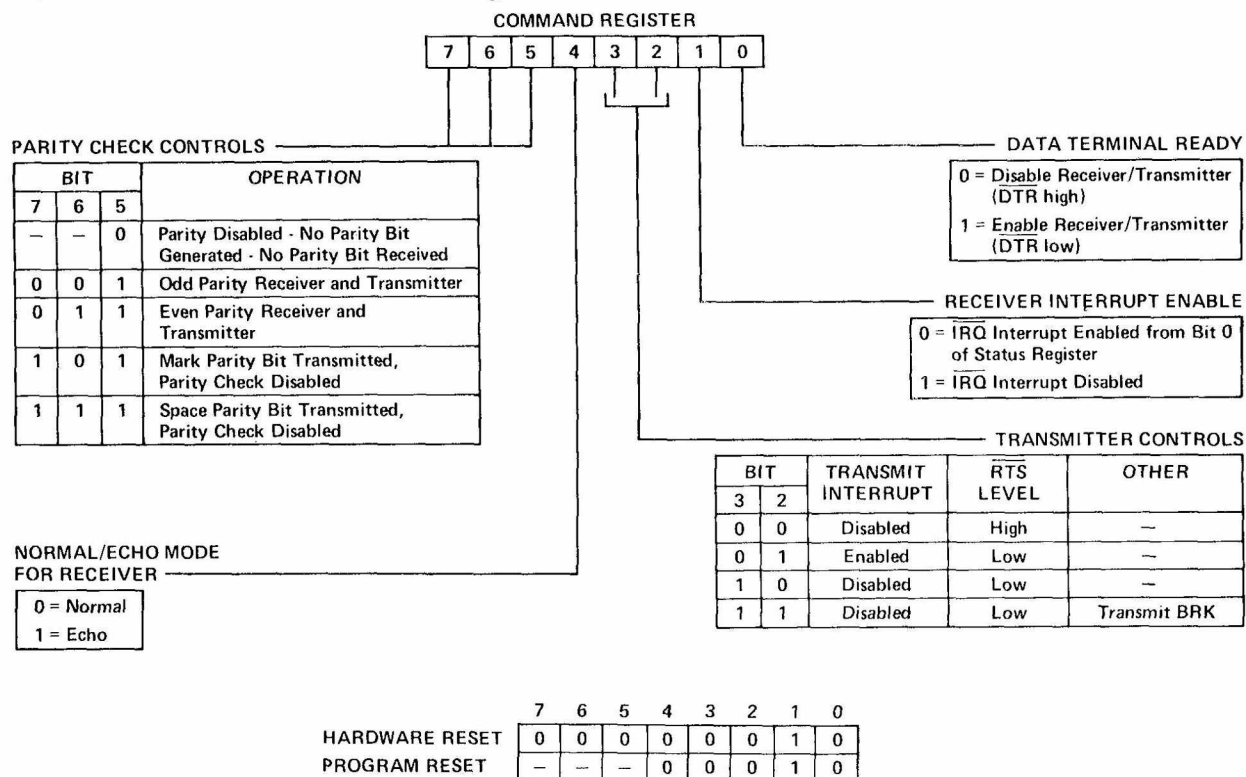 COMMAND REGISTER
7 6 5 4 3 2 1 0
PARITY CHECK CONTROLS
BIT OPERATION
7 6 5
— — 0 Parity Disabled - No Parity Bit
Generated - No Parity Bit Received
0 0 1 Odd Parity Receiver and Transmitter
0 1 1 Even Parity Receiver and
Transmitter
1 0 1 Mark Parity Bit Transmitted,
Parity Check Disabled
1 1 1 Space Parity Bit Transmitted,
Parity Check Disabled
NORMAL/ECHO MODE
FOR RECEIVER
0 = Normal
1 = Echo
DATA TERMINAL READY
0 = Disable Receiver/Transmitter
(D̅T̅R̅ high)
1 = Enable Receiver/Transmitter
(D̅T̅R̅ low)
RECEIVER INTERRUPT ENABLE
0 = I̅R̅Q̅ Interrupt Enabled from Bit 0
of Status Register
1 = I̅R̅Q̅ Interrupt Disabled
TRANSMITTER CONTROLS
BIT TRANSMIT R̅T̅S̅ OTHER
3 2 INTERRUPT LEVEL
0 0 Disabled High —
0 1 Enabled Low —
1 0 Disabled Low —
1 1 Disabled Low Transmit BRK
7 6 5 4 3 2 1 0
HARDWARE RESET 0 0 0 0 0 0 1 0
PROGRAM RESET — — — 0 0 0 1 0